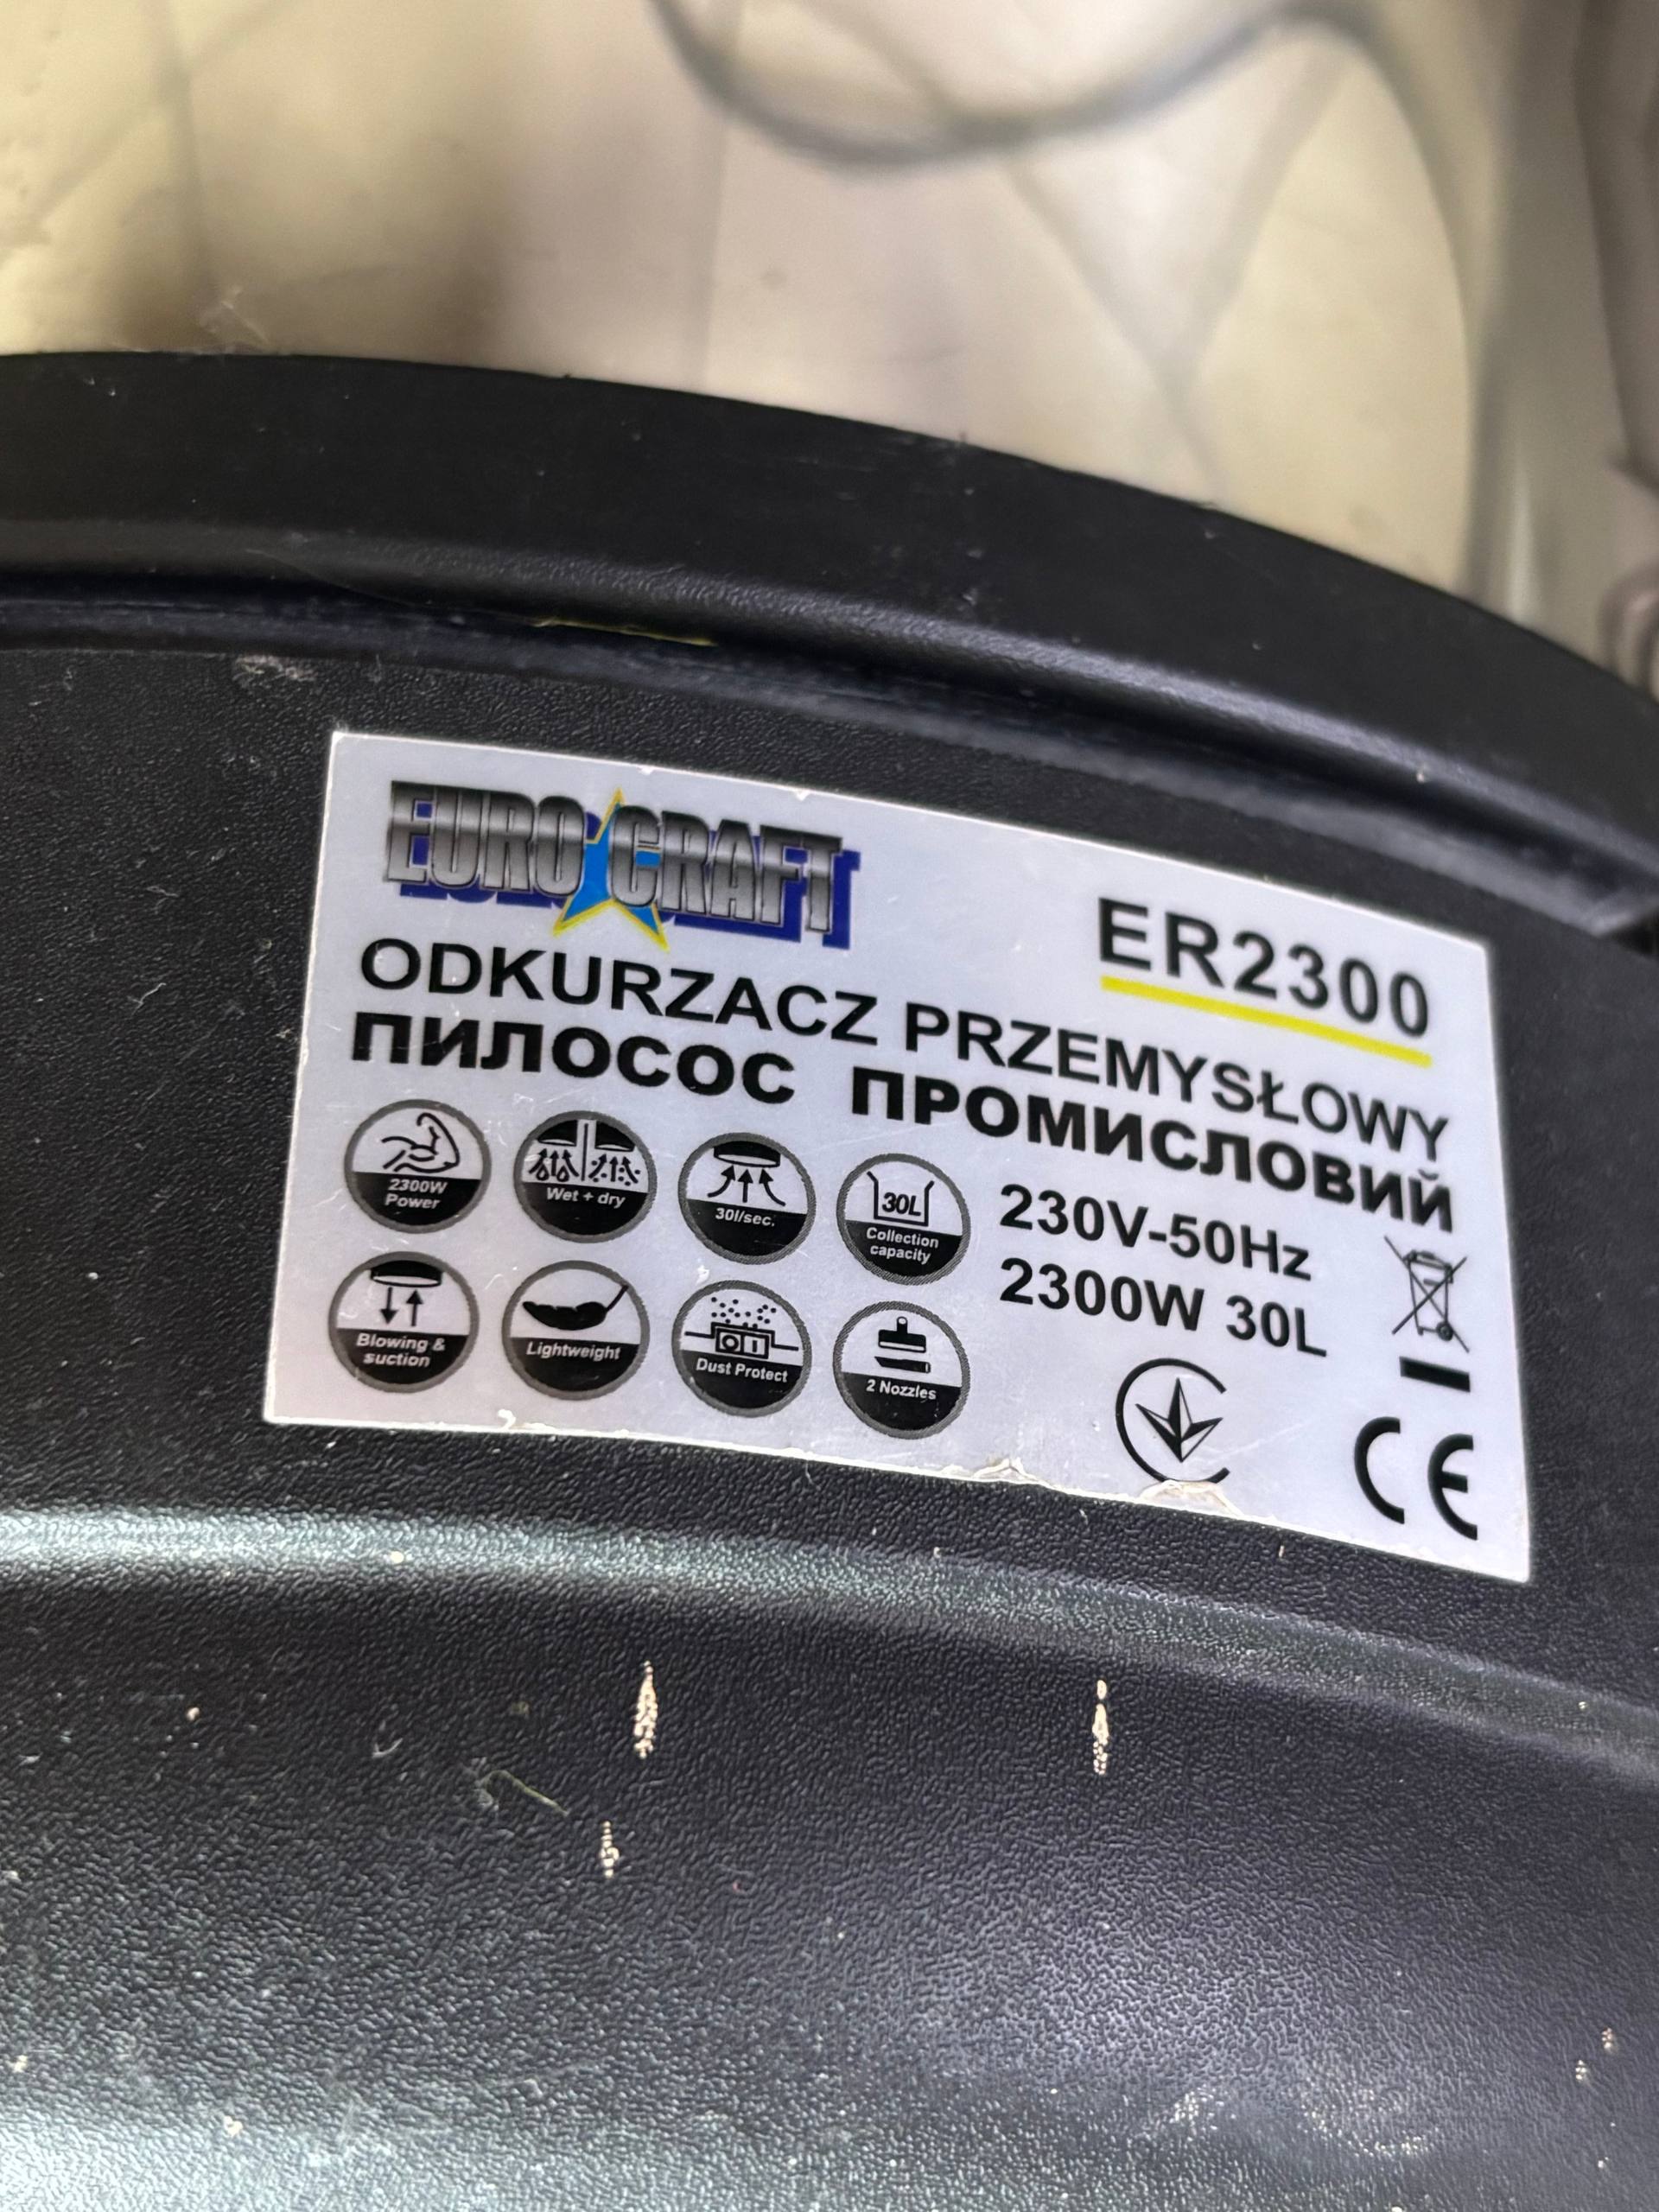 EURO CRAFT
ER2300
ODKURZACZ PRZEMYSŁOWY
ПИЛОСОС ПРОМИСЛОВИЙ
2300W
Power
Wet + dry
30l/sec.
30L
Collection
capacity
230V-50Hz
2300W 30L
Blowing &
suction
Lightweight
Dust Protect
2 Nozzles
CE